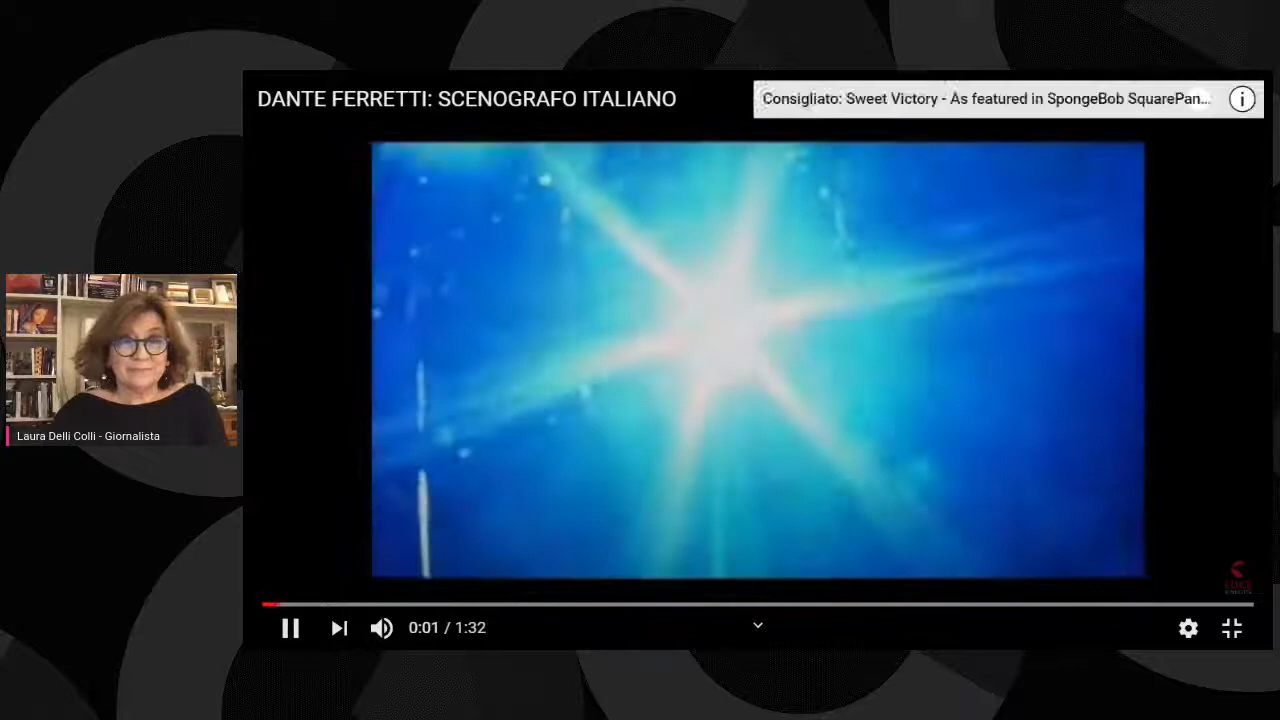 DANTE FERRETTI: SCENOGRAFO ITALIANO
Consigliato: Sweet Victory - As featured in SpongeBob SquarePan...
Laura Delli Colli - Giornalista
0:01 / 1:32